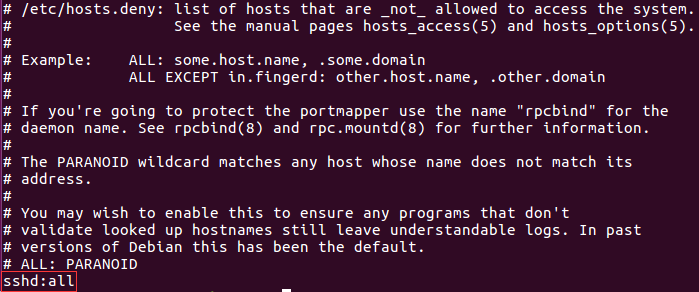 # /etc/hosts.deny: list of hosts that are _not_ allowed to access the system.
#                  See the manual pages hosts_access(5) and hosts_options(5).
#
# Example:    ALL: some.host.name, .some.domain
#             ALL EXCEPT in.fingerd: other.host.name, .other.domain
#
# If you're going to protect the portmapper use the name "rpcbind" for the
# daemon name. See rpcbind(8) and rpc.mountd(8) for further information.
#
# The PARANOID wildcard matches any host whose name does not match its
# address.
#
# You may wish to enable this to ensure any programs that don't
# validate looked up hostnames still leave understandable logs. In past
# versions of Debian this has been the default.
# ALL: PARANOID
sshd:all